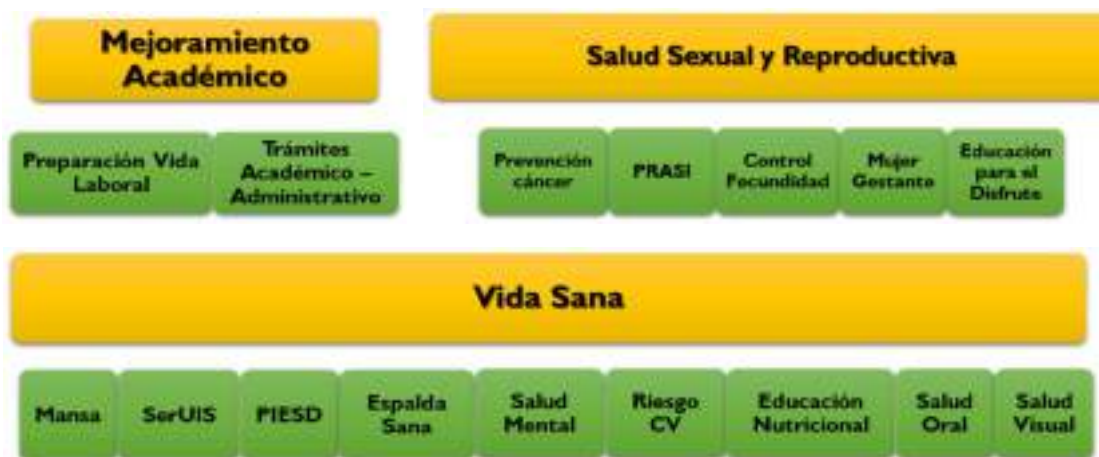 Mejoramiento
Académico
Salud Sexual y Reproductiva
Preparación Vida
Laboral
Trámites
Académico –
Administrativo
Prevención
cáncer
PRASI
Control
Fecundidad
Mujer
Gestante
Educación
para el
Disfrute
Vida Sana
Mansa
SerUIS
PIESD
Espalda
Sana
Salud
Mental
Riesgo
CV
Educación
Nutricional
Salud
Oral
Salud
Visual